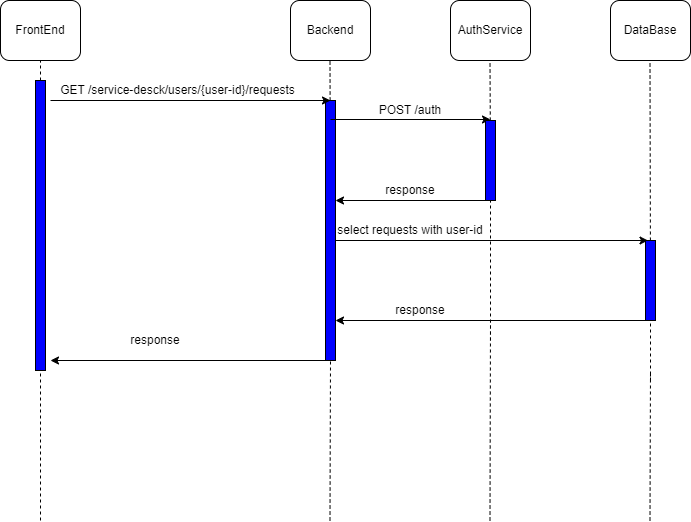 FrontEnd
Backend
AuthService
DataBase
GET /service-desck/users/{user-id}/requests
POST /auth
response
select requests with user-id
response
response